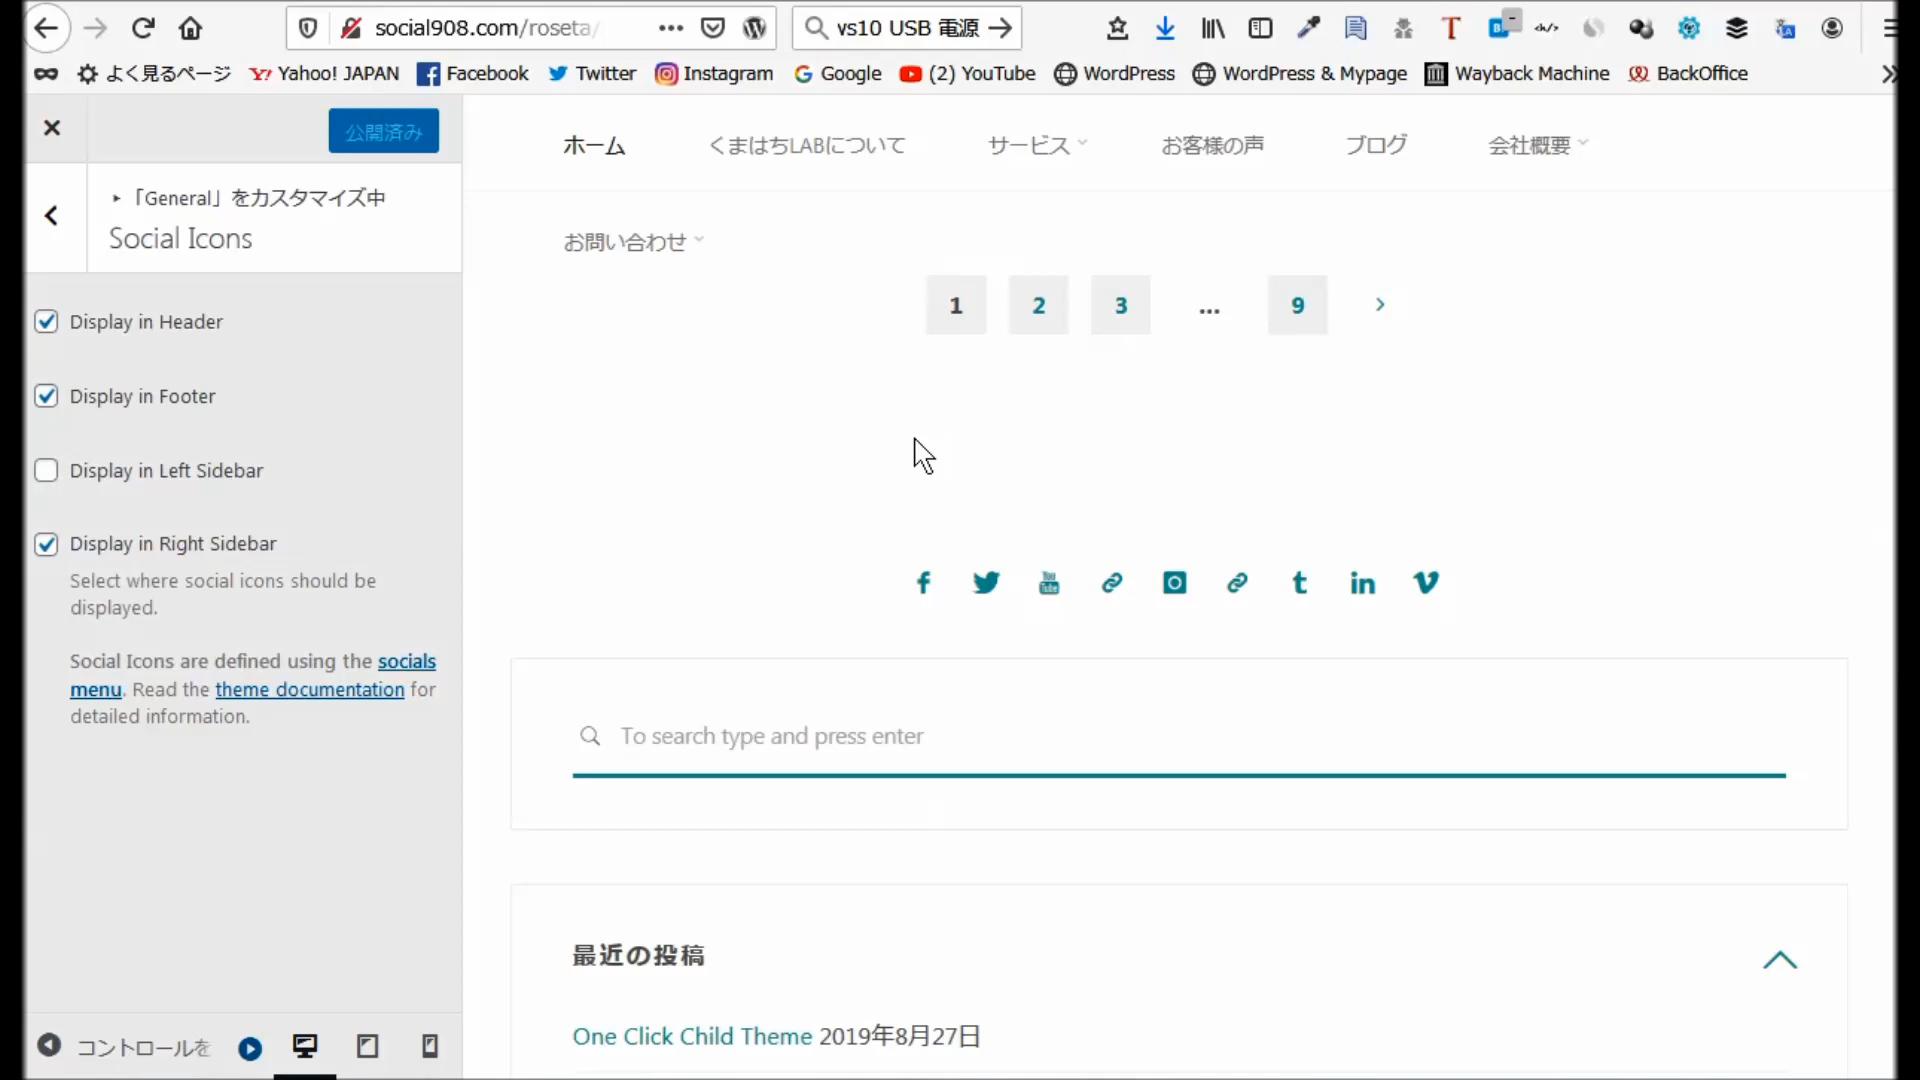 social908.com/roseta/
vs10 USB 電源
よく見るページ Yahoo! JAPAN Facebook Twitter Instagram Google (2) YouTube WordPress WordPress & Mypage Wayback Machine BackOffice
公開済み
「General」をカスタマイズ中
Social Icons
Display in Header
Display in Footer
Display in Left Sidebar
Display in Right Sidebar
Select where social icons should be
displayed.
Social Icons are defined using the socials
menu. Read the theme documentation for
detailed information.
コントロールを
ホーム くまはちLABについて サービス お客様の声 ブログ 会社概要
お問い合わせ
1 2 3 ... 9
To search type and press enter
最近の投稿
One Click Child Theme 2019年8月27日